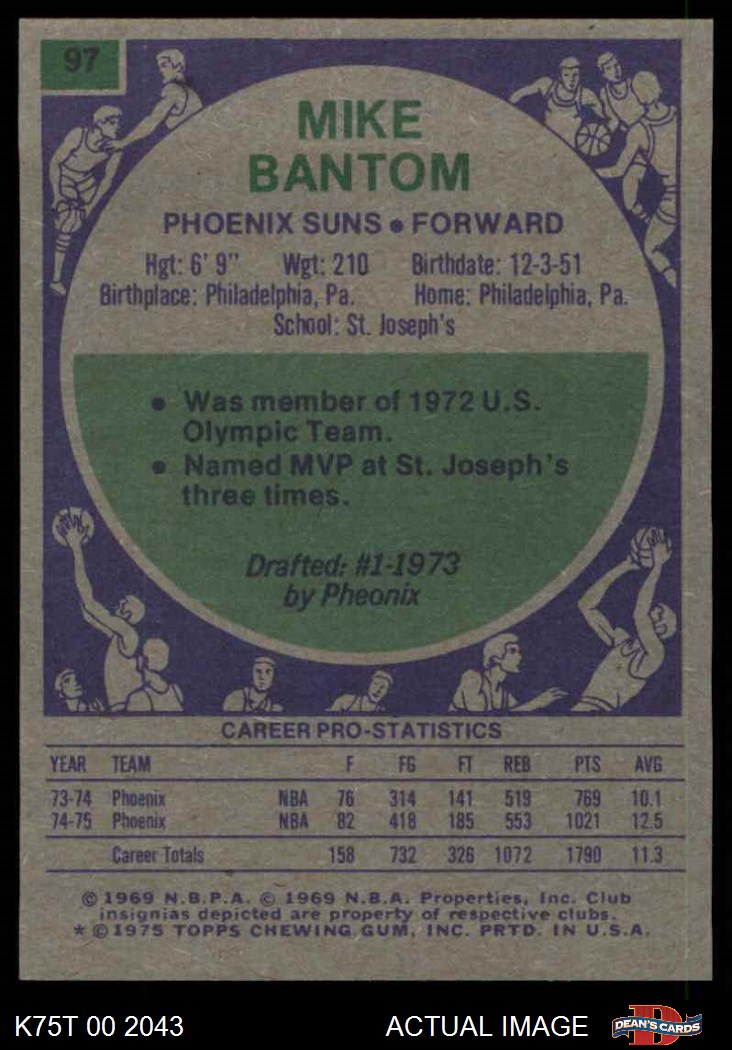 97
MIKE
BANTOM
PHOENIX SUNS • FORWARD
Hgt: 6' 9" Wgt: 210 Birthdate: 12-3-51
Birthplace: Philadelphia, Pa. Home: Philadelphia, Pa.
School: St. Joseph's
• Was member of 1972 U.S.
Olympic Team.
• Named MVP at St. Joseph's
three times.
Drafted: #1-1973
by Pheonix
CAREER PRO-STATISTICS
YEAR TEAM F FG FT REB PTS AVG
73-74 Phoenix NBA 76 314 141 519 769 10.1
74-75 Phoenix NBA 82 418 185 553 1021 12.5
Career Totals 158 732 326 1072 1790 11.3
© 1969 N.B.P.A. © 1969 N.B.A. Properties, Inc. Club
insignias depicted are property of respective clubs.
* © 1975 TOPPS CHEWING GUM, INC. PRTD. IN U.S.A.
K75T 00 2043 ACTUAL IMAGE
D
DEAN'S CARDS